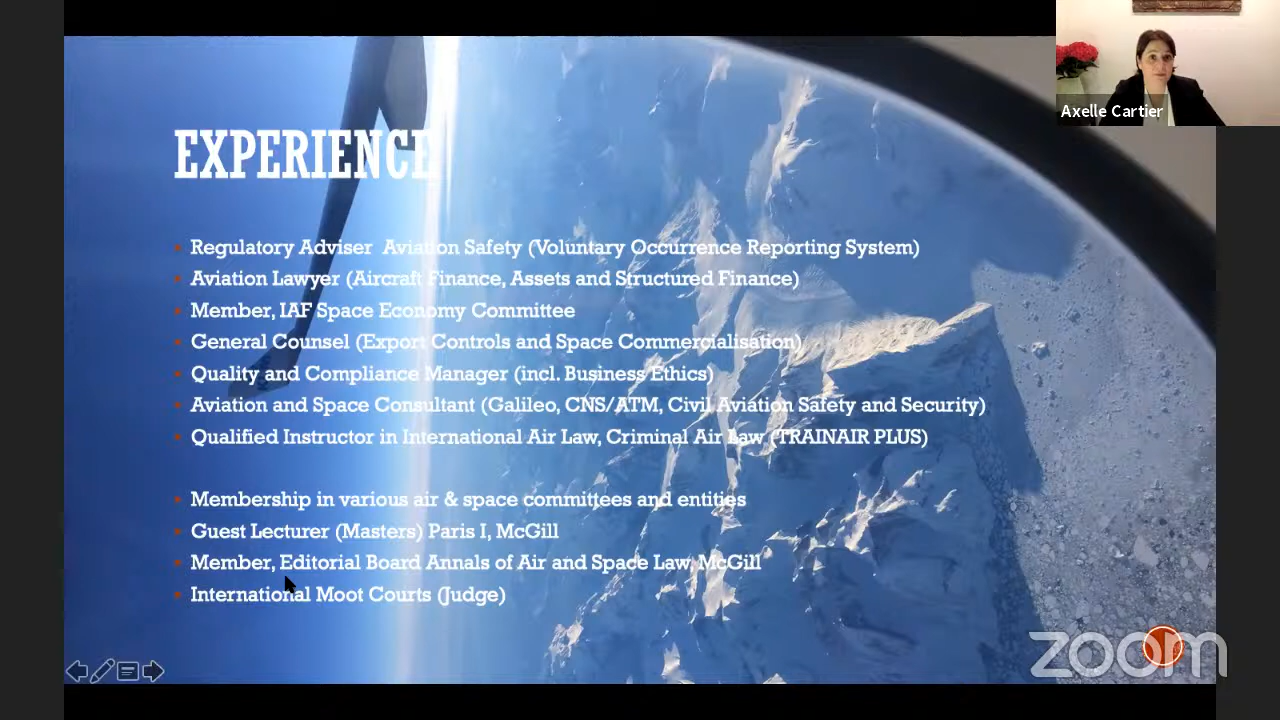 Axelle Cartier
EXPERIENCE
Regulatory Adviser Aviation Safety (Voluntary Occurrence Reporting System)
Aviation Lawyer (Aircraft Finance, Assets and Structured Finance)
Member, IAF Space Economy Committee
General Counsel (Export Controls and Space Commercialisation)
Quality and Compliance Manager (incl. Business Ethics)
Aviation and Space Consultant (Galileo, CNS/ATM, Civil Aviation Safety and Security)
Qualified Instructor in International Air Law, Criminal Air Law (TRAINAIR PLUS)
Membership in various air & space committees and entities
Guest Lecturer (Masters) Paris I, McGill
Member, Editorial Board Annals of Air and Space Law, McGill
International Moot Courts (Judge)
zoom